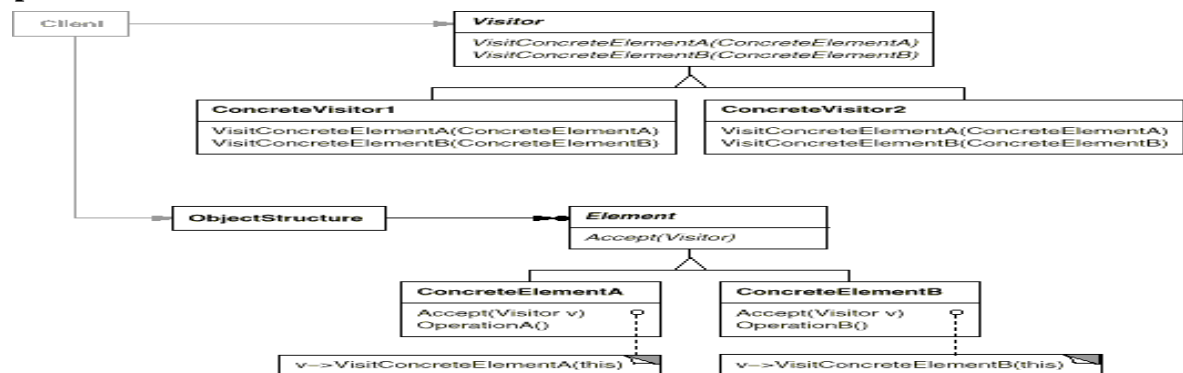 Client
Visitor
VisitConcreteElementA(ConcreteElementA)
VisitConcreteElementB(ConcreteElementB)
ConcreteVisitor1
VisitConcreteElementA(ConcreteElementA)
VisitConcreteElementB(ConcreteElementB)
ConcreteVisitor2
VisitConcreteElementA(ConcreteElementA)
VisitConcreteElementB(ConcreteElementB)
ObjectStructure
Element
Accept(Visitor)
ConcreteElementA
Accept(Visitor v)
OperationA()
ConcreteElementB
Accept(Visitor v)
OperationB()
v->VisitConcreteElementA(this)
v->VisitConcreteElementB(this)